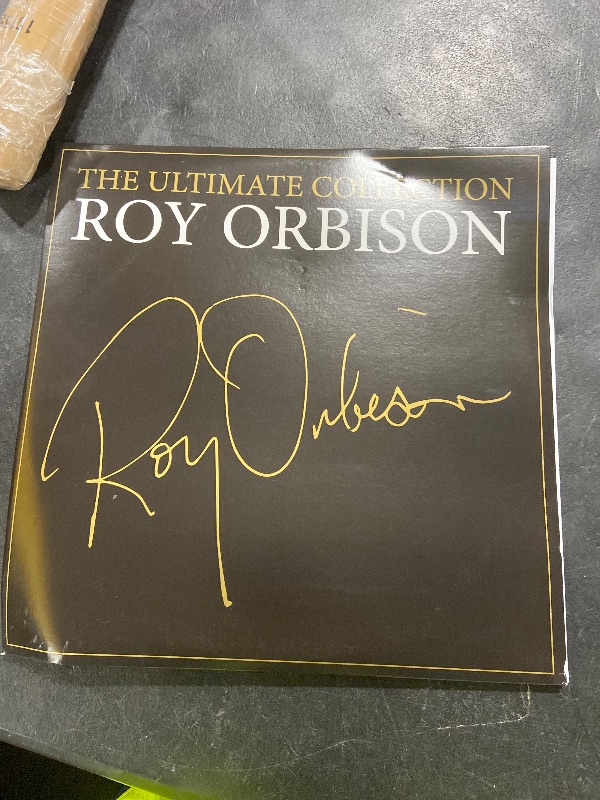 THE ULTIMATE COLLECTION
ROY ORBISON
Roy Orbison